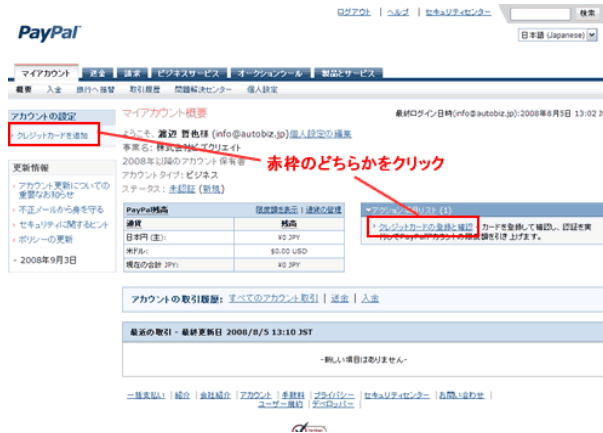 ログアウト | ヘルプ | セキュリティセンター
検索
PayPal
日本語 (Japanese)
マイアカウント 送金 請求 ビジネスサービス オークションツール 製品とサービス
概要 入金 銀行へ振替 取引履歴 問題解決センター 個人設定
アカウントの設定
クレジットカードを追加
更新情報
アカウント更新についての
重要なお知らせ
不正メールから身を守る
セキュリティに関するヒント
ポリシーの更新
- 2008年9月3日
マイアカウント概要
最終ログイン日時(info@autobiz.jp):2008年8月5日 13:02
ようこそ、渡辺 哲也様 (info@autobiz.jp)個人設定の編集
事業名: 株式会社ビズクリエイト
2008年以降のアカウント保有者
アカウントタイプ: ビジネス
ステータス: 未認証 (新規)
赤枠のどちらかをクリック
PayPal残高 限度額を表示 | 通貨の管理
通貨 残高
日本円 (主): ¥0 JPY
米ドル: $0.00 USD
現在の合計 JPY: ¥0 JPY
クレジットカードの登録と確認 カードを登録して確認し、認証を実
行してPayPalアカウントの限度額を引き上げます。
アカウントの取引履歴: すべてのアカウント取引 | 送金 | 入金
最近の取引 - 最終更新日 2008/8/5 13:10 JST
-新しい項目はありません-
一括支払い | 紹介 | 会社紹介 | アカウント | 手数料 | プライバシー | セキュリティセンター | お問い合わせ |
ユーザー規約 | デベロッパー |